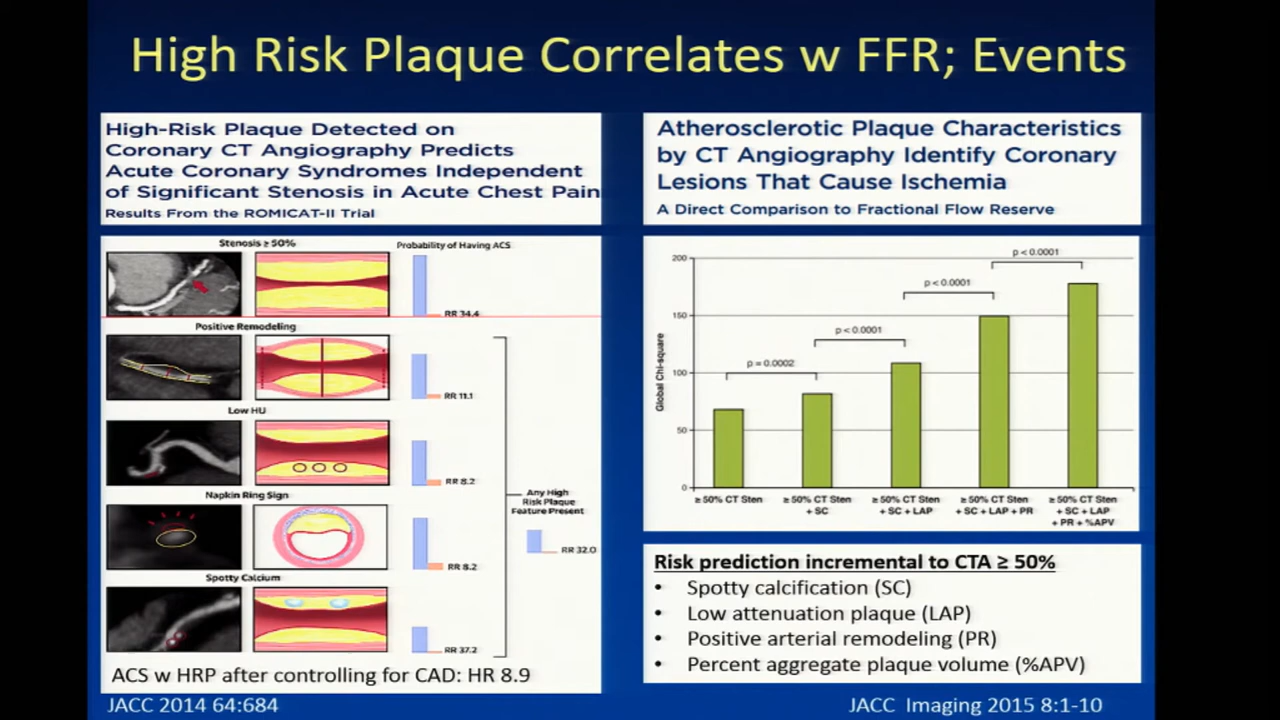 High Risk Plaque Correlates w FFR; Events
High-Risk Plaque Detected on
Coronary CT Angiography Predicts
Acute Coronary Syndromes Independent
of Significant Stenosis in Acute Chest Pain
Results From the ROMICAT-II Trial
Stenosis ≥ 50%
Probability of Having ACS
RR 34.4
Positive Remodeling
RR 11.1
Low HU
RR 8.2
Napkin Ring Sign
RR 8.2
Spotty Calcium
RR 37.2
Any High
Risk Plaque
Feature Present
RR 32.0
ACS w HRP after controlling for CAD: HR 8.9
JACC 2014 64:684
Atherosclerotic Plaque Characteristics
by CT Angiography Identify Coronary
Lesions That Cause Ischemia
A Direct Comparison to Fractional Flow Reserve
Global Chi-square
200
150
100
50
0
p = 0.0002
p < 0.0001
p < 0.0001
p < 0.0001
≥ 50% CT Sten
≥ 50% CT Sten
+ SC
≥ 50% CT Sten
+ SC + LAP
≥ 50% CT Sten
+ SC + LAP + PR
≥ 50% CT Sten
+ SC + LAP
+ PR + %APV
Risk prediction incremental to CTA ≥ 50%
• Spotty calcification (SC)
• Low attenuation plaque (LAP)
• Positive arterial remodeling (PR)
• Percent aggregate plaque volume (%APV)
JACC Imaging 2015 8:1-10